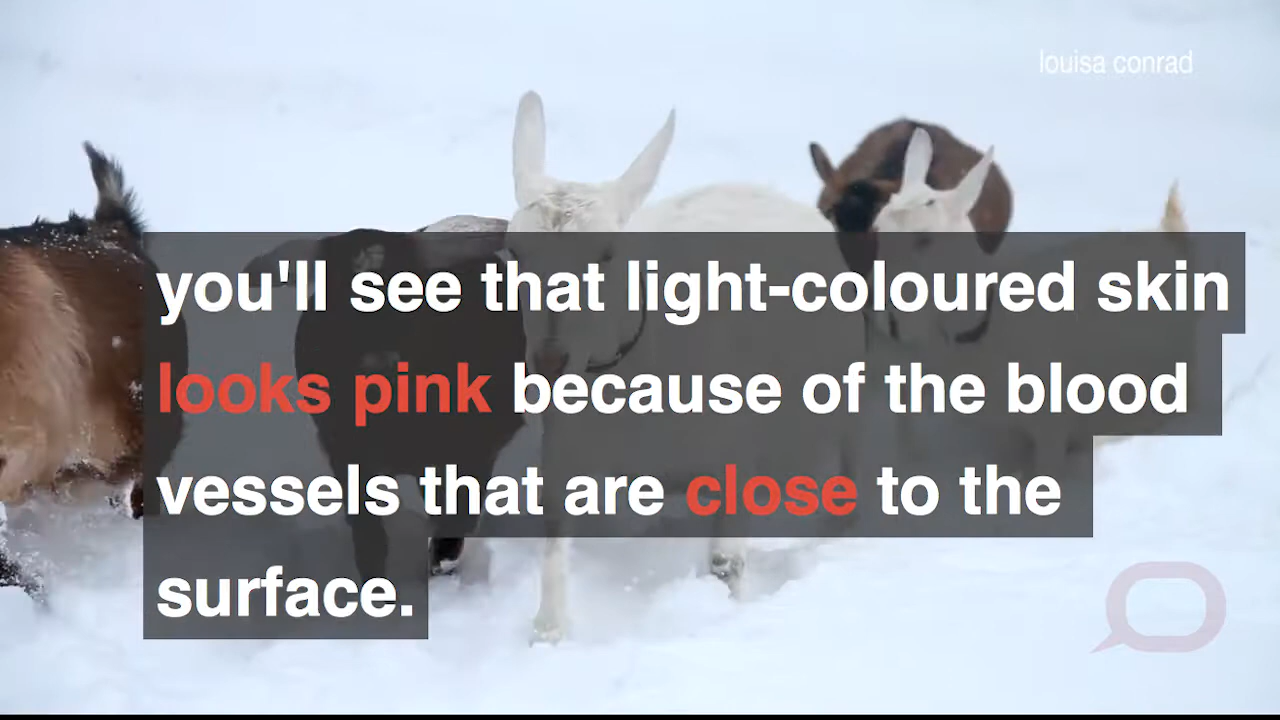 louisa conrad
you'll see that light-coloured skin
looks pink because of the blood
vessels that are close to the
surface.